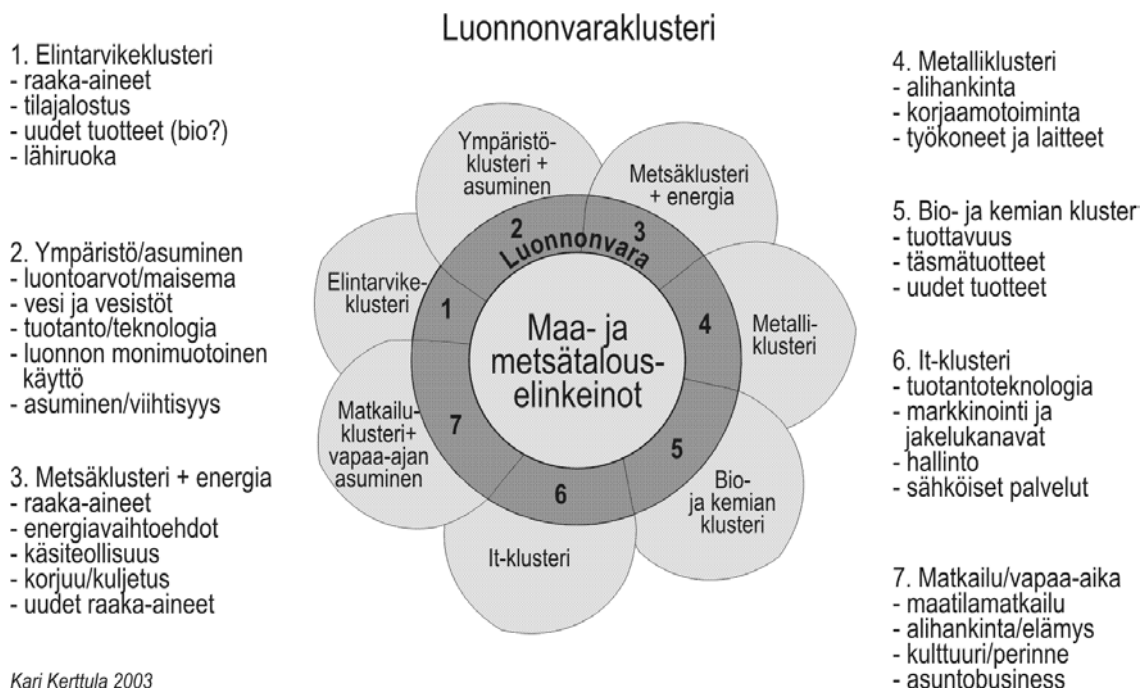 Luonnonvaraklusteri
1. Elintarvikeklusteri
- raaka-aineet
- tilajalostus
- uudet tuotteet (bio?)
- lähiruoka
2. Ympäristö/asuminen
- luontoarvot/maisema
- vesi ja vesistöt
- tuotanto/teknologia
- luonnon monimuotoinen
käyttö
- asuminen/viihtisyys
3. Metsäklusteri + energia
- raaka-aineet
- energiavaihtoehdot
- käsiteollisuus
- korjuu/kuljetus
- uudet raaka-aineet
Kari Kerttula 2003
Ympäristö-
klusteri +
asuminen
Metsäklusteri
+ energia
Elintarvike-
klusteri
Metalli-
klusteri
Matkailu-
klusteri+
vapaa-ajan
asuminen
It-klusteri
Bio-
ja kemian
klusteri
1
2
3
4
5
6
7
Luonnonvara
Maa- ja
metsätalous-
elinkeinot
4. Metalliklusteri
- alihankinta
- korjaamotoiminta
- työkoneet ja laitteet
5. Bio- ja kemian kluster
- tuottavuus
- täsmätuotteet
- uudet tuotteet
6. It-klusteri
- tuotantoteknologia
- markkinointi ja
jakelukanavat
- hallinto
- sähköiset palvelut
7. Matkailu/vapaa-aika
- maatilamatkailu
- alihankinta/elämys
- kulttuuri/perinne
- asuntobusiness